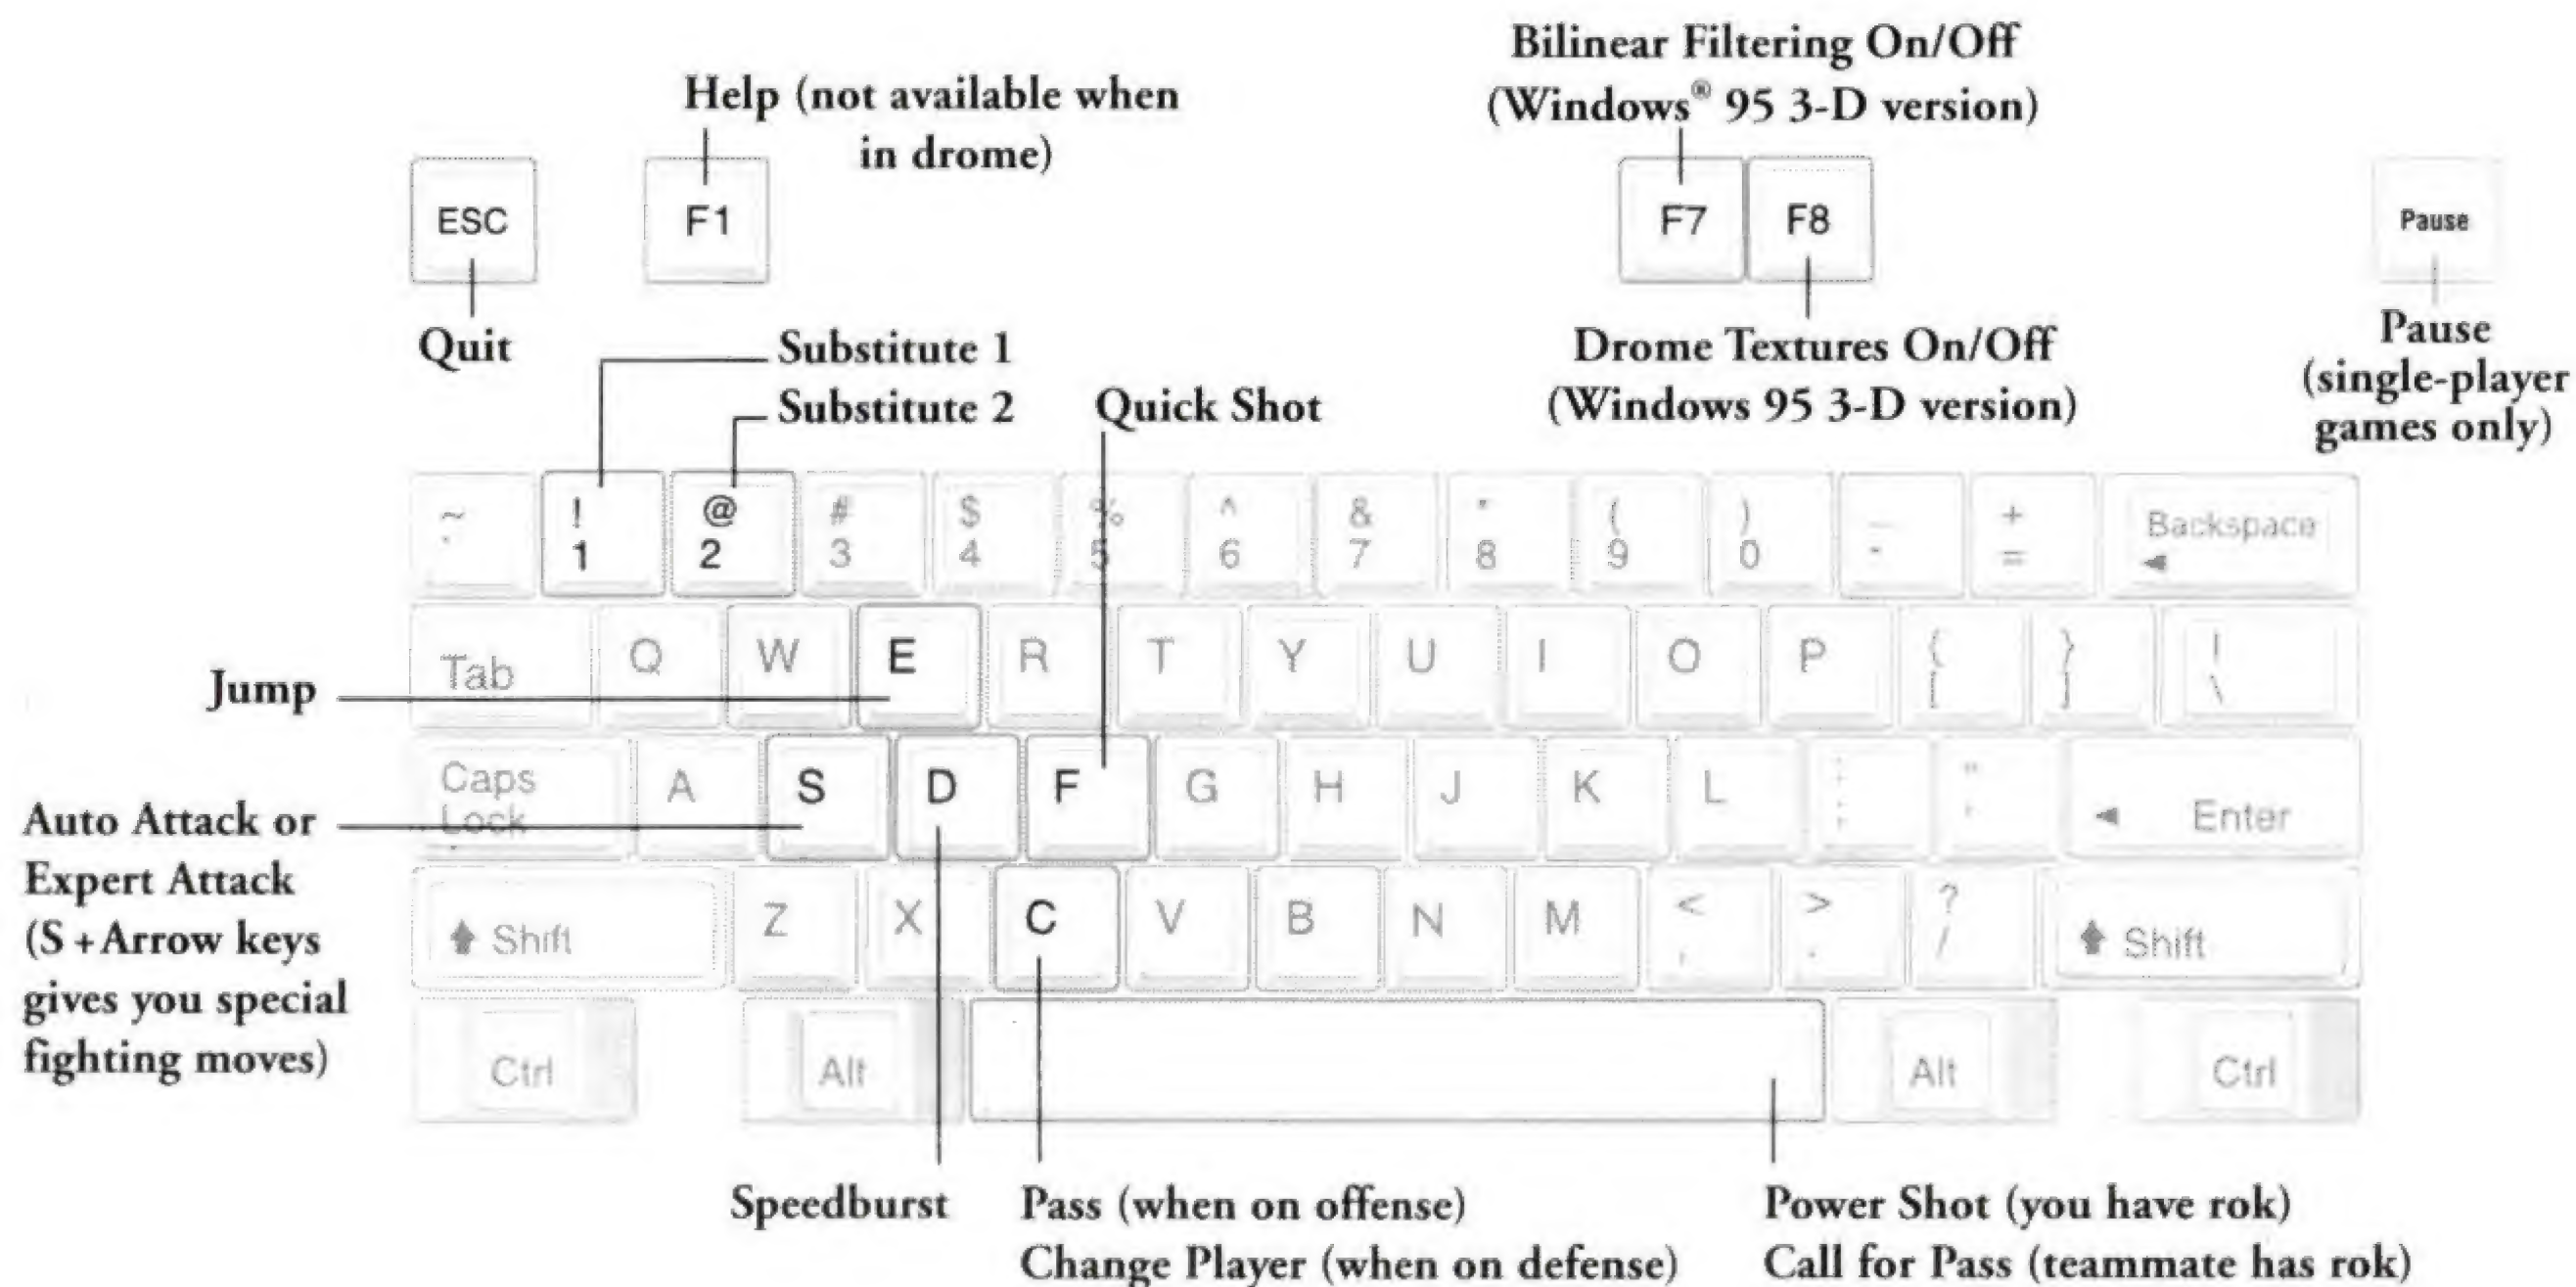 Bilinear Filtering On/Off
(Windows® 95 3-D version)
Help (not available when
in drome)
ESC
F1
F7
F8
Pause
Quit
Substitute 1
Substitute 2
Quick Shot
Drome Textures On/Off
(Windows 95 3-D version)
Pause
(single-player
games only)
~ ! @ # $ % ^ & * ( ) _ + Backspace
1 2 3 4 5 6 7 8 9 0 - =
Tab Q W E R T Y U I O P { } |
[ ] \
Jump
Caps A S D F G H J K L : " Enter
Lock ; '
Auto Attack or
Expert Attack
(S + Arrow keys
gives you special
fighting moves)
Shift Z X C V B N M < > ? Shift
, . /
Ctrl Alt Alt Ctrl
Speedburst
Pass (when on offense)
Change Player (when on defense)
Power Shot (you have rok)
Call for Pass (teammate has rok)